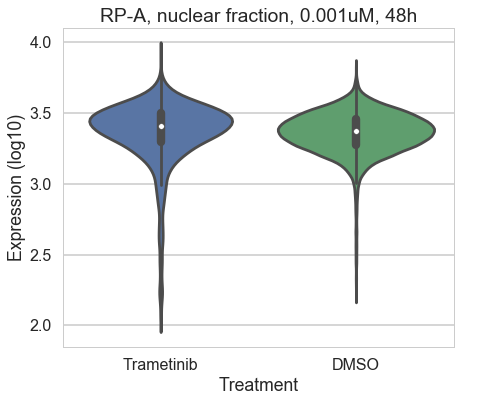 RP-A, nuclear fraction, 0.001uM, 48h
4.0
3.5
3.0
2.5
2.0
Expression (log10)
Trametinib
DMSO
Treatment